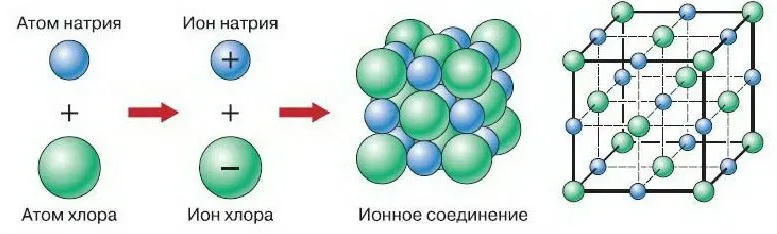 Атом натрия
Ион натрия
+
+
+
−
Атом хлора
Ион хлора
Ионное соединение